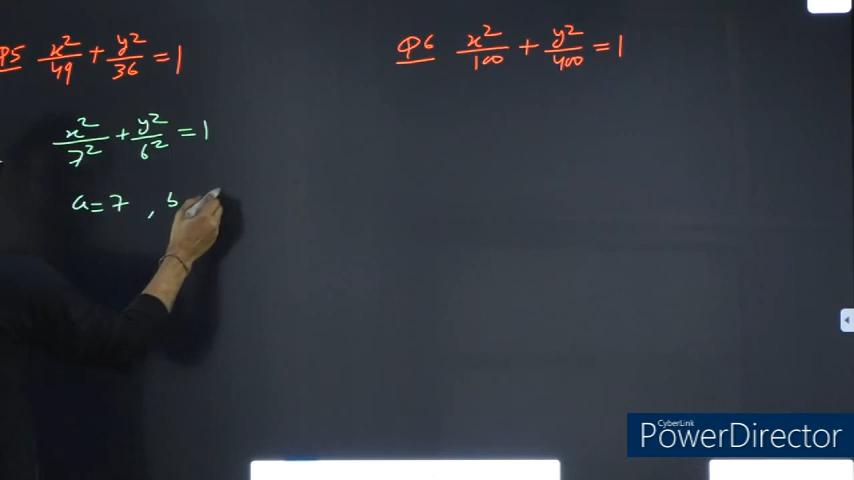 Q5 x²/49 + y²/36 = 1
x²/7² + y²/6² = 1
a=7 , b
Q6 x²/100 + y²/400 = 1
CyberLink
PowerDirector